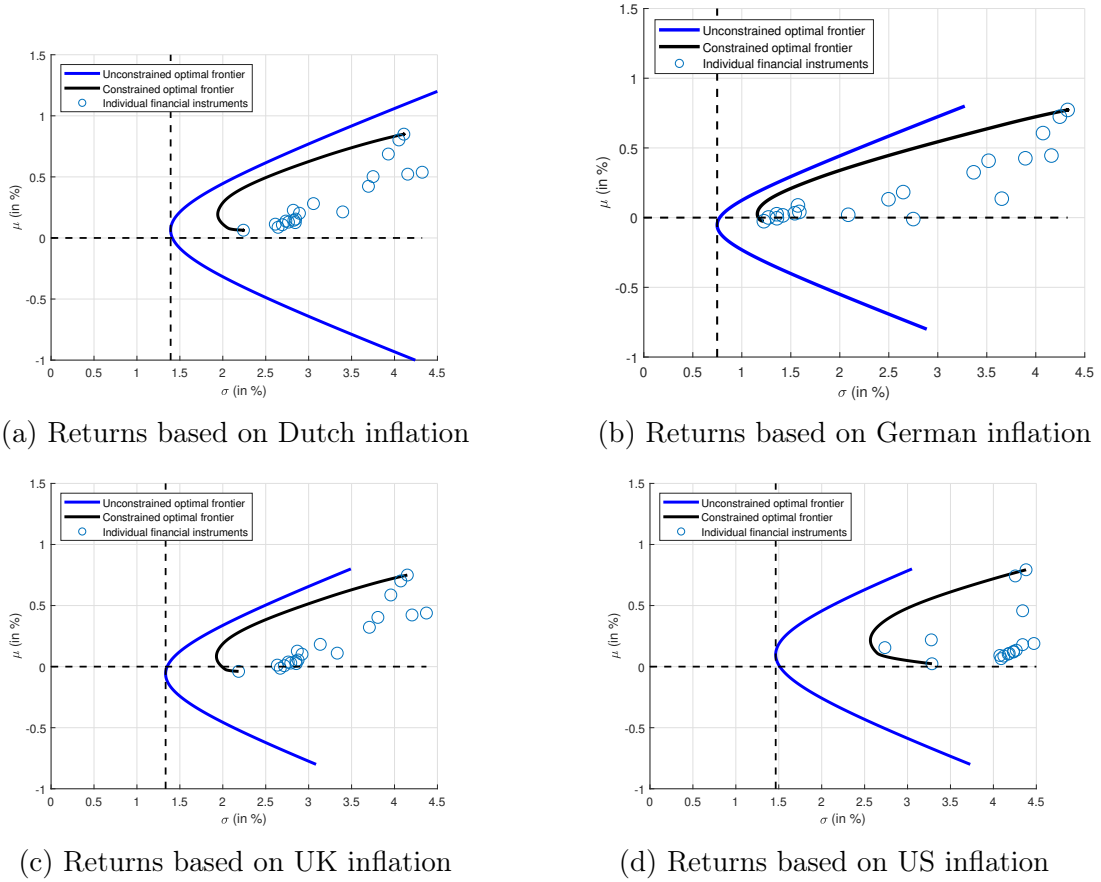 1.5
1
0.5
0
-0.5
-1
μ (in %)
Unconstrained optimal frontier
Constrained optimal frontier
Individual financial instruments
0 0.5 1 1.5 2 2.5 3 3.5 4 4.5
σ (in %)
(a) Returns based on Dutch inflation
1.5
1
0.5
0
-0.5
-1
μ (in %)
Unconstrained optimal frontier
Constrained optimal frontier
Individual financial instruments
0 0.5 1 1.5 2 2.5 3 3.5 4 4.5
σ (in %)
(b) Returns based on German inflation
1.5
1
0.5
0
-0.5
-1
μ (in %)
Unconstrained optimal frontier
Constrained optimal frontier
Individual financial instruments
0 0.5 1 1.5 2 2.5 3 3.5 4 4.5
σ (in %)
(c) Returns based on UK inflation
1.5
1
0.5
0
-0.5
-1
μ (in %)
Unconstrained optimal frontier
Constrained optimal frontier
Individual financial instruments
0 0.5 1 1.5 2 2.5 3 3.5 4 4.5
σ (in %)
(d) Returns based on US inflation